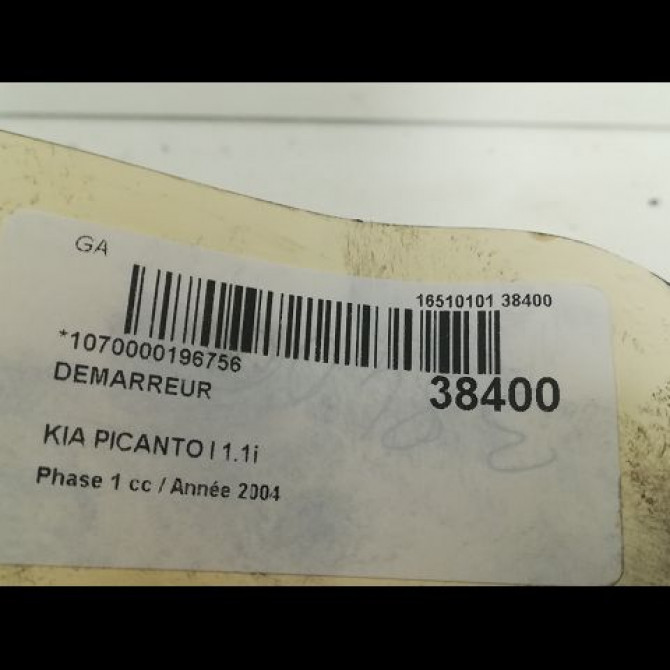 GA
16510101 38400
*1070000196756
38400
DEMARREUR
KIA PICANTO I 1.1i
Phase 1 cc / Année 2004